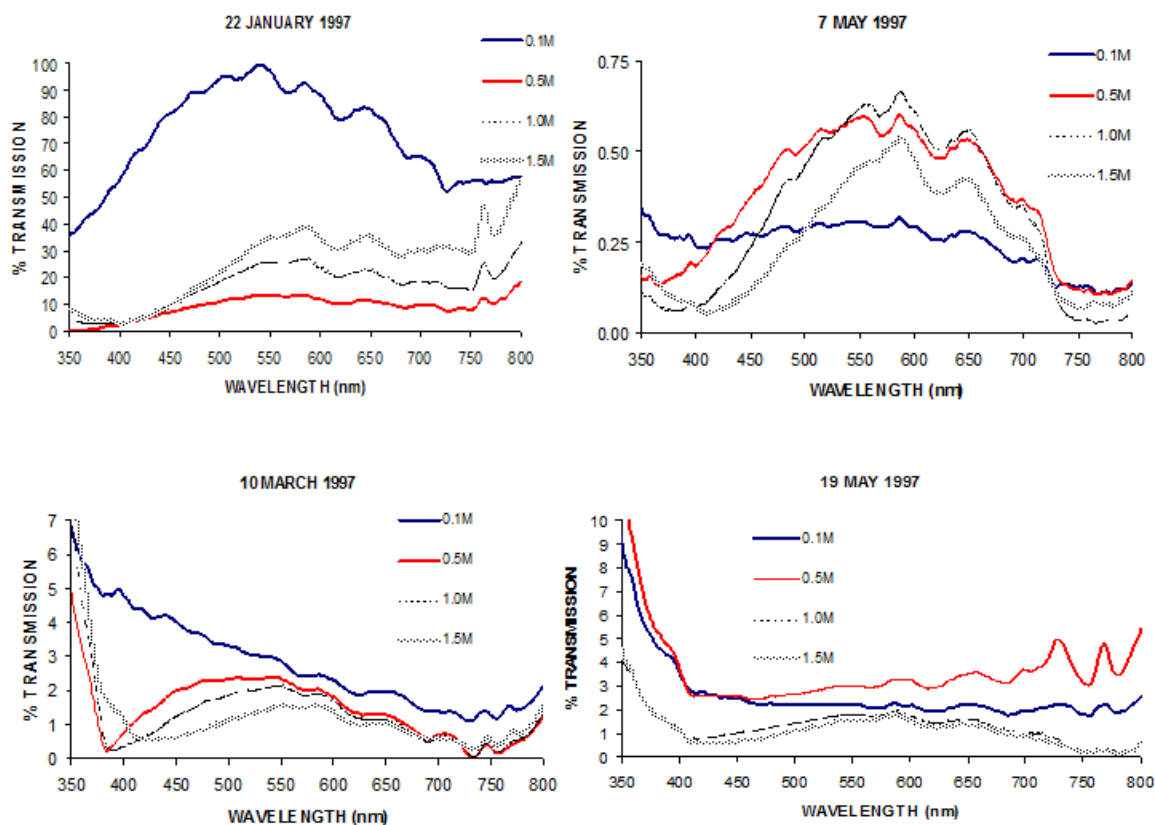 22 JANUARY 1997
0.1M
0.5M
1.0M
1.5M
% TRANSMISSION
100
90
80
70
60
50
40
30
20
10
0
350 400 450 500 550 600 650 700 750 800
WAVELENGTH (nm)
7 MAY 1997
0.1M
0.5M
1.0M
1.5M
% TRANSMISSION
0.75
0.50
0.25
0.00
350 400 450 500 550 600 650 700 750 800
WAVELENGTH (nm)
10 MARCH 1997
0.1M
0.5M
1.0M
1.5M
% TRANSMISSION
7
6
5
4
3
2
1
0
350 400 450 500 550 600 650 700 750 800
WAVELENGTH (nm)
19 MAY 1997
0.1M
0.5M
1.0M
1.5M
% TRANSMISSION
10
9
8
7
6
5
4
3
2
1
0
350 400 450 500 550 600 650 700 750 800
WAVELENGTH (nm)